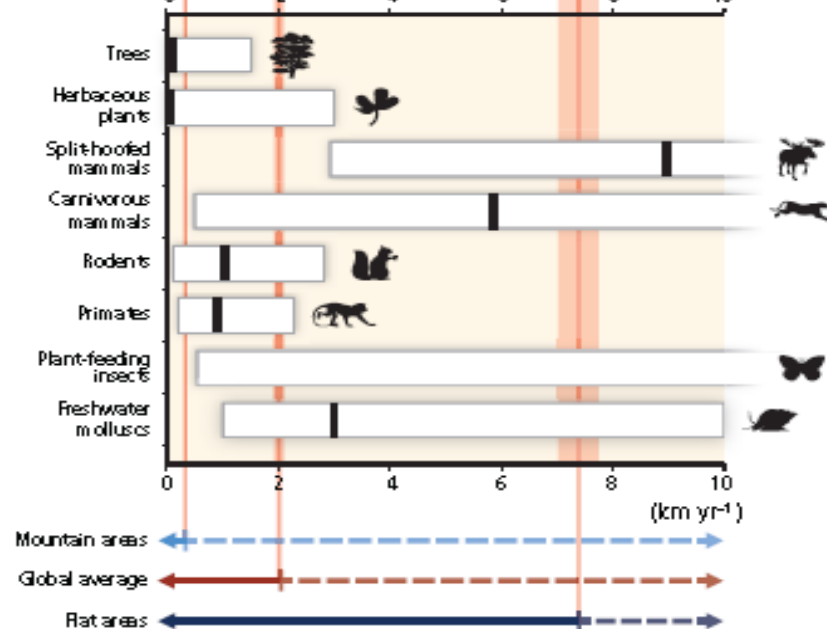 Trees
Herbaceous
plants
Split-hoofed
mammals
Carnivorous
mammals
Rodents
Primates
Plant-feeding
insects
Freshwater
molluscs
0 2 4 6 8 10
(km yr⁻¹)
Mountain areas
Global average
Flat areas